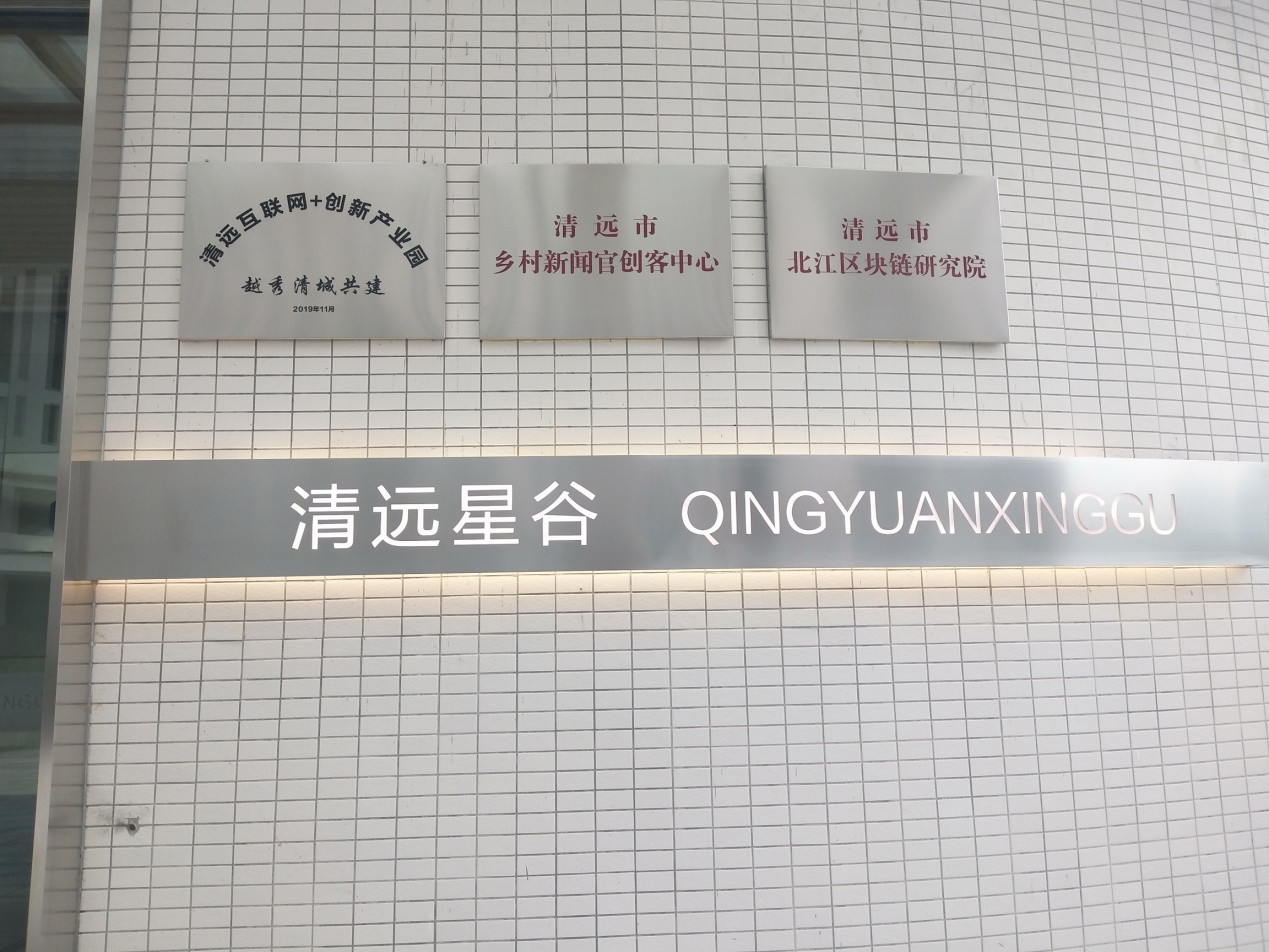 清远互联网+创新产业园
越秀清城共建
2019年11月
清远市
乡村新闻官创客中心
清远市
北江区块链研究院
清远星谷 QINGYUANXINGGU